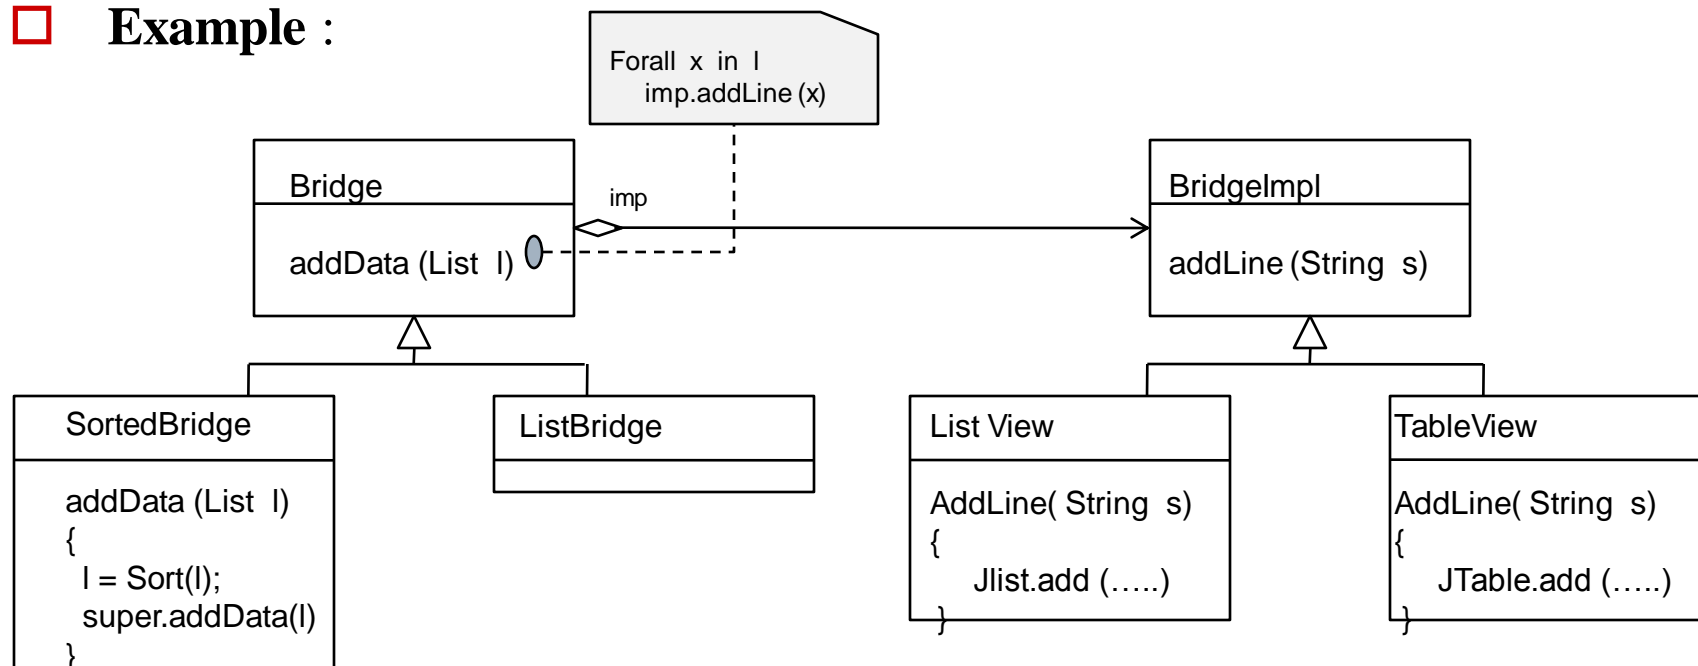 Example :
Forall x in l
imp.addLine (x)
Bridge
imp
BridgeImpl
addData (List l)
addLine (String s)
SortedBridge
addData (List l)
{
l = Sort(l);
super.addData(l)
}
ListBridge
List View
AddLine( String s)
{
Jlist.add (…..)
}
TableView
AddLine( String s)
{
JTable.add (…..)
}